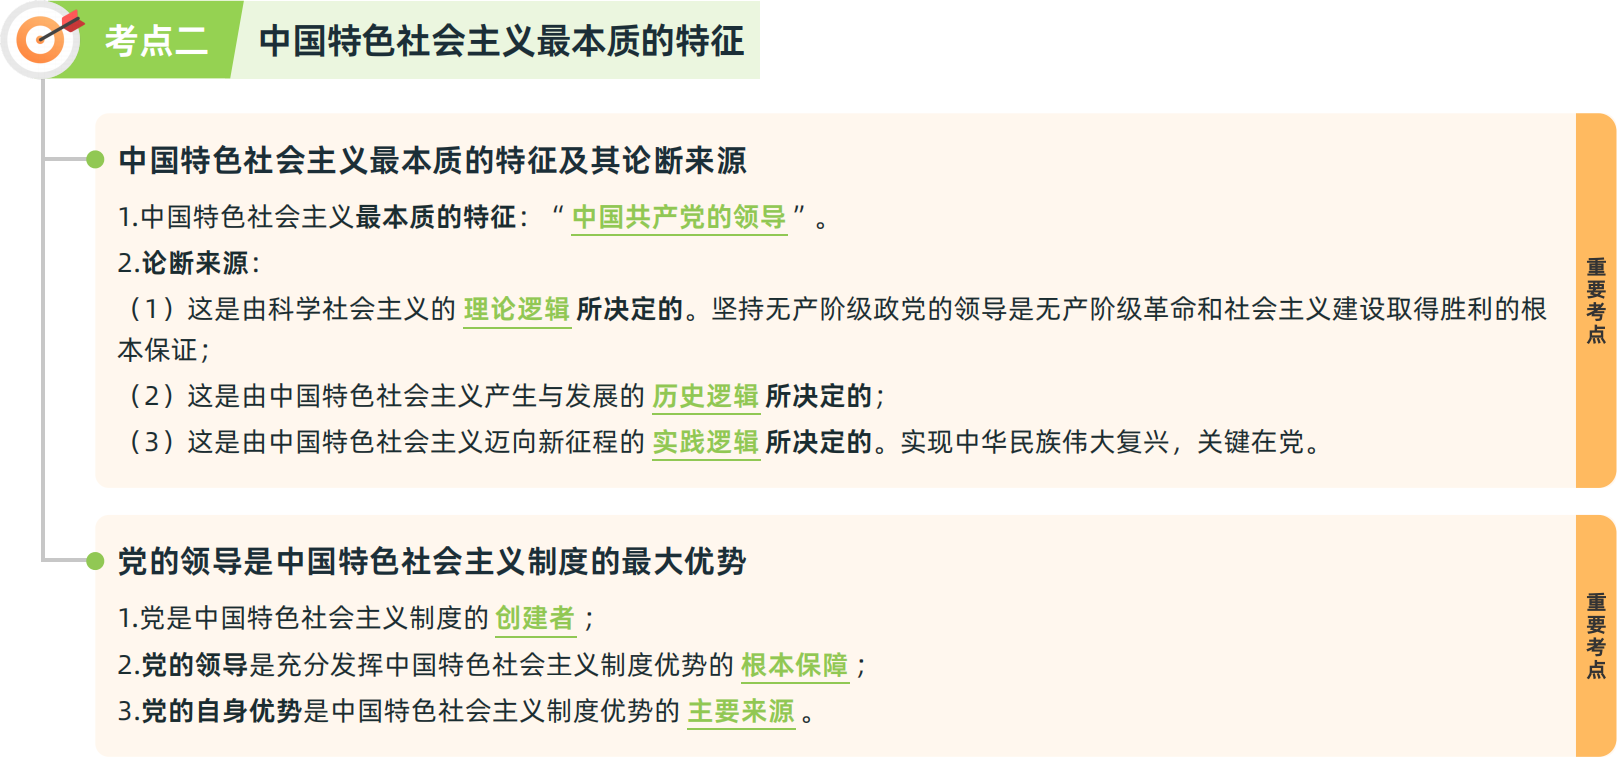 考点二 中国特色社会主义最本质的特征
中国特色社会主义最本质的特征及其论断来源
1.中国特色社会主义最本质的特征：“中国共产党的领导”。
2.论断来源：
（1）这是由科学社会主义的理论逻辑所决定的。坚持无产阶级政党的领导是无产阶级革命和社会主义建设取得胜利的根
本保证；
（2）这是由中国特色社会主义产生与发展的历史逻辑所决定的；
（3）这是由中国特色社会主义迈向新征程的实践逻辑所决定的。实现中华民族伟大复兴，关键在党。
重要考点
党的领导是中国特色社会主义制度的最大优势
1.党是中国特色社会主义制度的创建者；
2.党的领导是充分发挥中国特色社会主义制度优势的根本保障；
3.党的自身优势是中国特色社会主义制度优势的主要来源。
重要考点